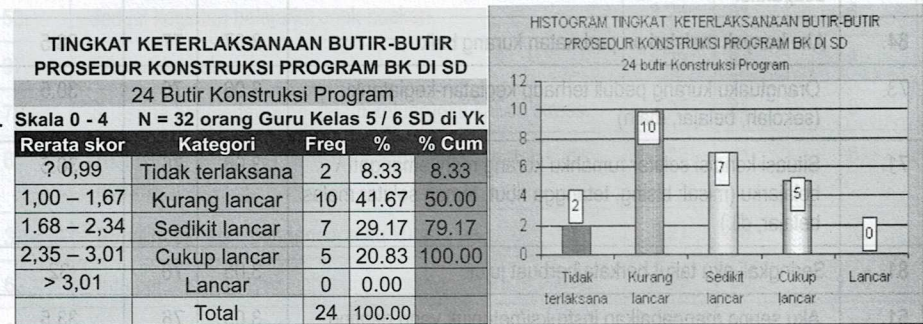 TINGKAT KETERLAKSANAAN BUTIR-BUTIR
PROSEDUR KONSTRUKSI PROGRAM BK DI SD
24 Butir Konstruksi Program
Skala 0 - 4 N = 32 orang Guru Kelas 5 / 6 SD di Yk
Rerata skor Kategori Freq % % Cum
? 0,99 Tidak terlaksana 2 8.33 8.33
1,00 – 1,67 Kurang lancar 10 41.67 50.00
1.68 – 2,34 Sedikit lancar 7 29.17 79.17
2,35 – 3,01 Cukup lancar 5 20.83 100.00
> 3,01 Lancar 0 0.00
Total 24 100.00
HISTOGRAM TINGKAT KETERLAKSANAAN BUTIR-BUTIR
PROSEDUR KONSTRUKSI PROGRAM BK DI SD
24 butir Konstruksi Program
12
10
8
6
4
2
0
2
10
7
5
0
Tidak Kurang Sedikit Cukup Lancar
terlaksana lancar lancar lancar